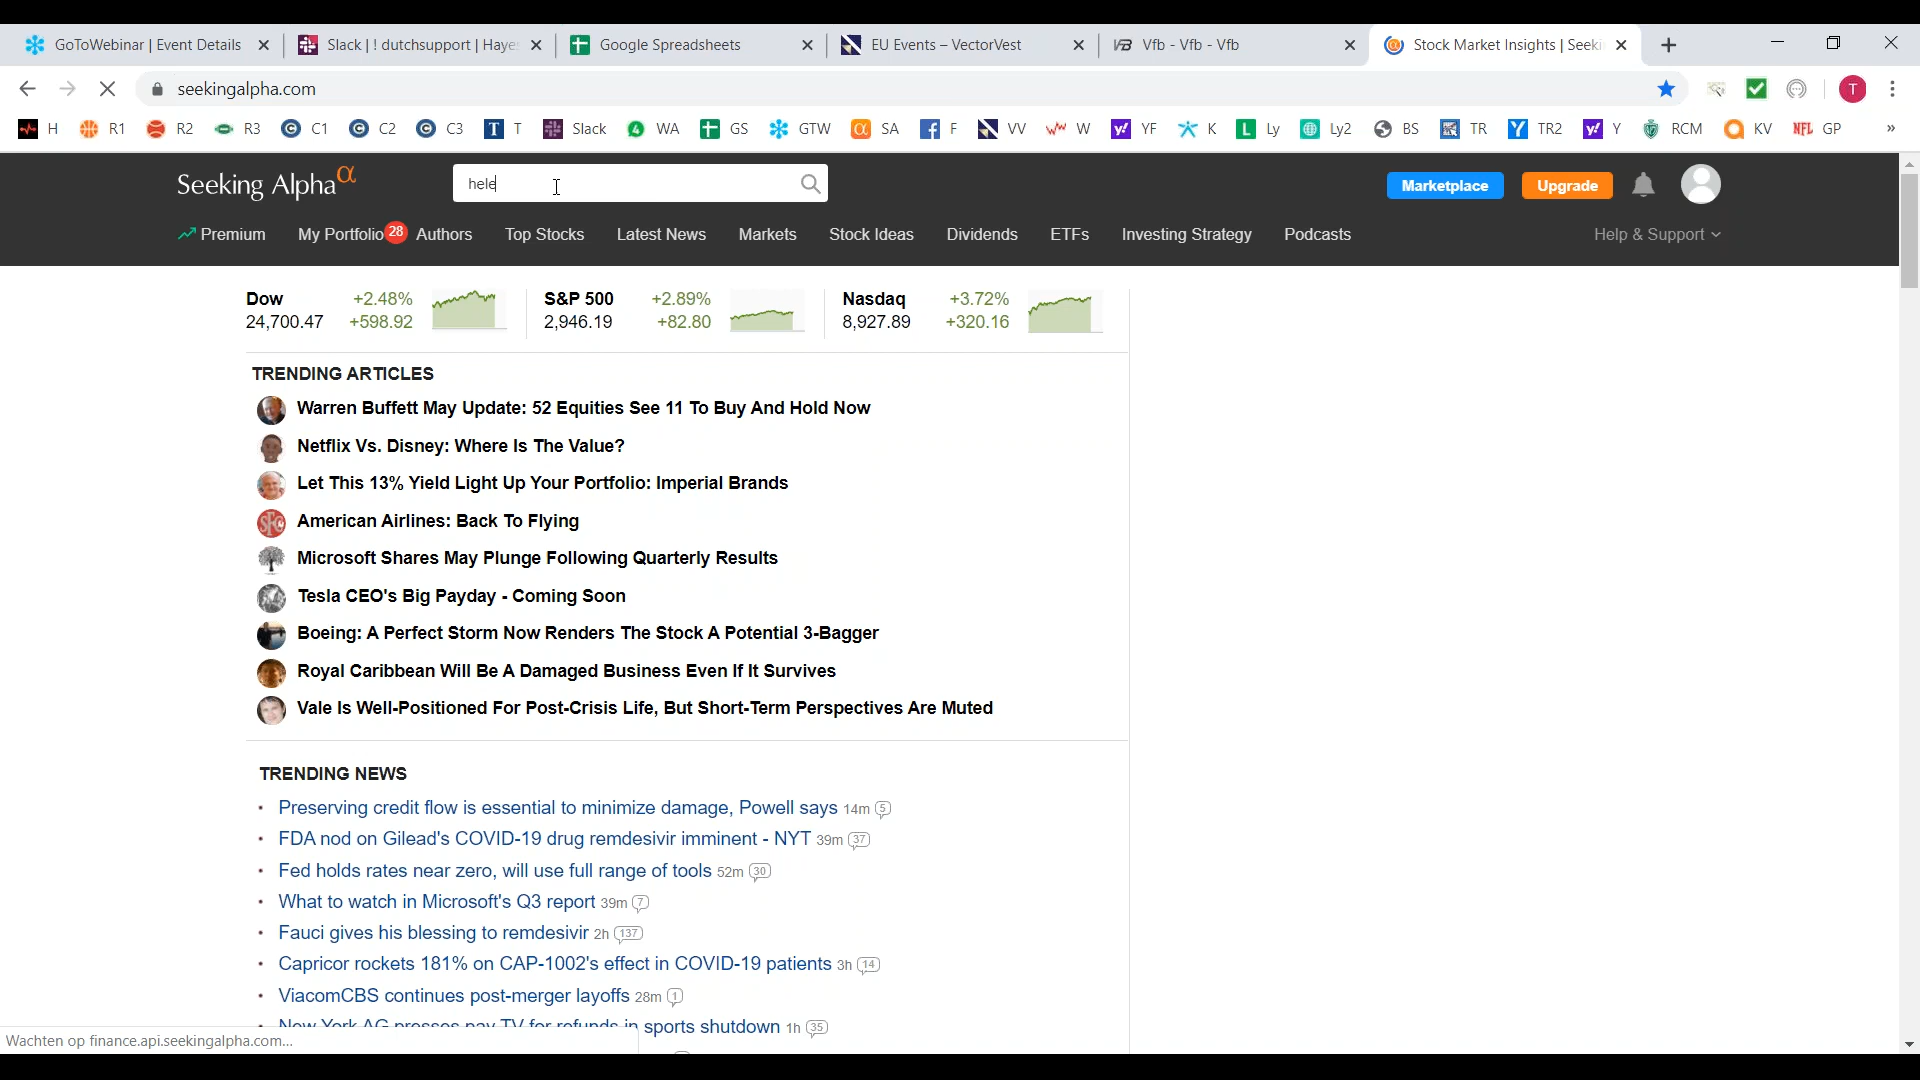 GoToWebinar | Event Details
Slack | ! dutchsupport | Haye
Google Spreadsheets
EU Events – VectorVest
Vfb - Vfb - Vfb
Stock Market Insights | Seeki
seekingalpha.com
T
H R1 R2 R3 C1 C2 C3 T Slack WA GS GTW SA F VV W YF K Ly Ly2 BS TR TR2 Y RCM KV GP »
Seeking Alpha α
hele
Marketplace
Upgrade
Premium My Portfolio 28 Authors Top Stocks Latest News Markets Stock Ideas Dividends ETFs Investing Strategy Podcasts Help & Support
Dow +2.48% S&P 500 +2.89% Nasdaq +3.72%
24,700.47 +598.92 2,946.19 +82.80 8,927.89 +320.16
TRENDING ARTICLES
Warren Buffett May Update: 52 Equities See 11 To Buy And Hold Now
Netflix Vs. Disney: Where Is The Value?
Let This 13% Yield Light Up Your Portfolio: Imperial Brands
American Airlines: Back To Flying
Microsoft Shares May Plunge Following Quarterly Results
Tesla CEO's Big Payday - Coming Soon
Boeing: A Perfect Storm Now Renders The Stock A Potential 3-Bagger
Royal Caribbean Will Be A Damaged Business Even If It Survives
Vale Is Well-Positioned For Post-Crisis Life, But Short-Term Perspectives Are Muted
TRENDING NEWS
• Preserving credit flow is essential to minimize damage, Powell says 14m 5
• FDA nod on Gilead's COVID-19 drug remdesivir imminent - NYT 39m 37
• Fed holds rates near zero, will use full range of tools 52m 30
• What to watch in Microsoft's Q3 report 39m 7
• Fauci gives his blessing to remdesivir 2h 137
• Capricor rockets 181% on CAP-1002's effect in COVID-19 patients 3h 14
• ViacomCBS continues post-merger layoffs 28m 1
• New York AG presses pay TV for refunds in sports shutdown 1h 35
Wachten op finance.api.seekingalpha.com...